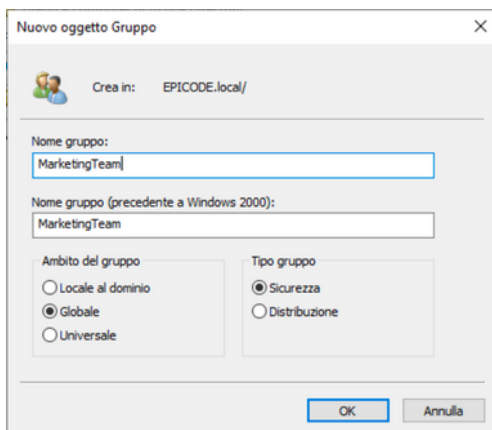 Nuovo oggetto Gruppo
Crea in: EPICODE.local/
Nome gruppo:
MarketingTeam
Nome gruppo (precedente a Windows 2000):
MarketingTeam
Ambito del gruppo
Locale al dominio
Globale
Universale
Tipo gruppo
Sicurezza
Distribuzione
OK
Annulla